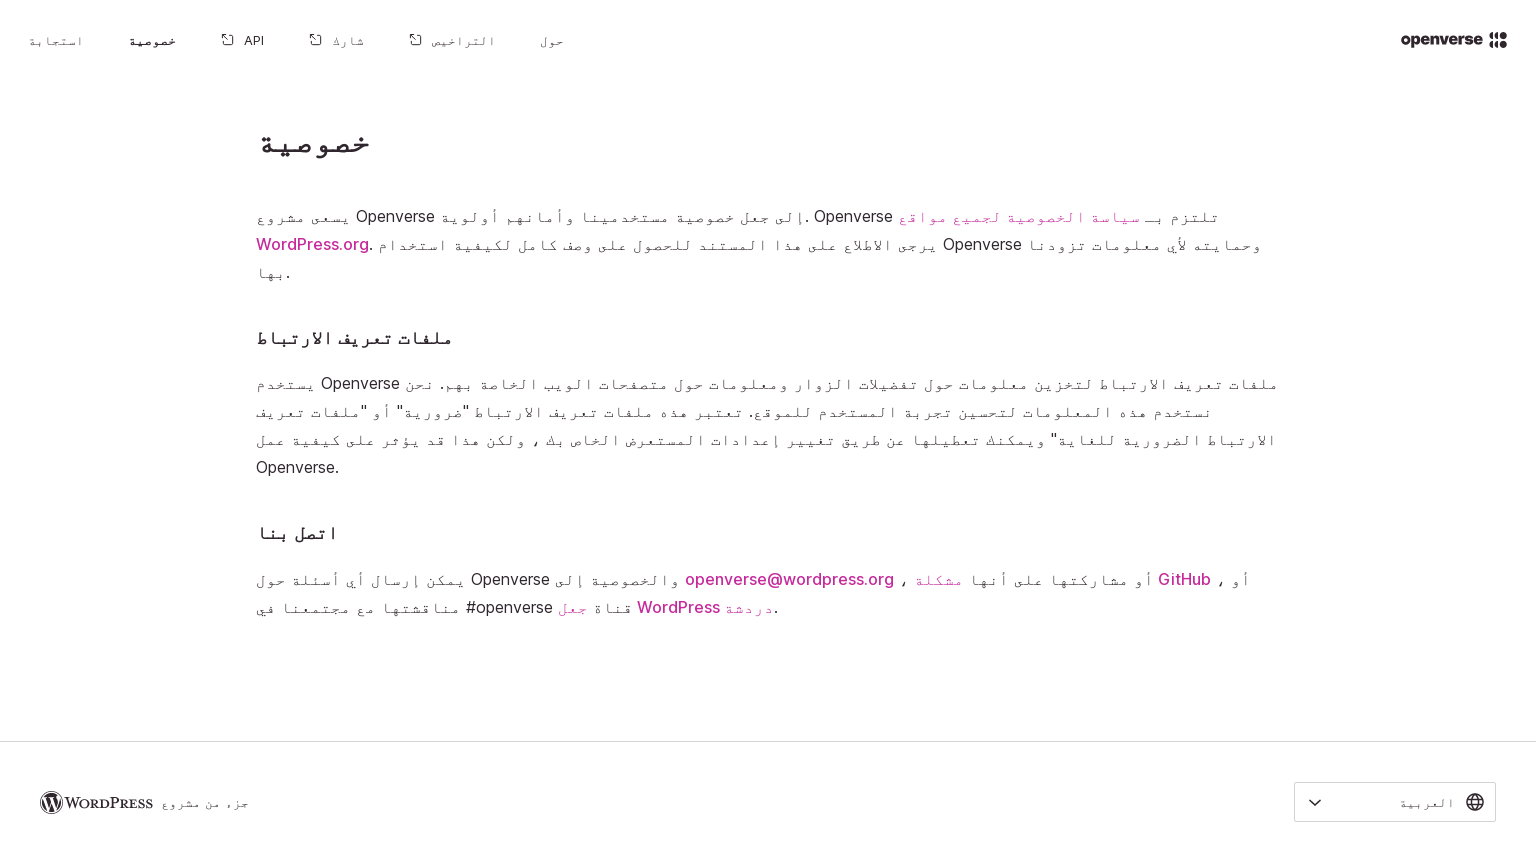 openverse
حول
التراخيص
شارك
API
خصوصية
استجابة
خصوصية
يسعى مشروع Openverse إلى جعل خصوصية مستخدمينا وأمانهم أولوية. Openverse تلتزم بـ سياسة الخصوصية لجميع مواقع
WordPress.org. يرجى الاطلاع على هذا المستند للحصول على وصف كامل لكيفية استخدام Openverse وحمايته لأي معلومات تزودنا
بها.
ملفات تعريف الارتباط
يستخدم Openverse ملفات تعريف الارتباط لتخزين معلومات حول تفضيلات الزوار ومعلومات حول متصفحات الويب الخاصة بهم. نحن
نستخدم هذه المعلومات لتحسين تجربة المستخدم للموقع. تعتبر هذه ملفات تعريف الارتباط "ضرورية" أو "ملفات تعريف
الارتباط الضرورية للغاية" ويمكنك تعطيلها عن طريق تغيير إعدادات المستعرض الخاص بك ، ولكن هذا قد يؤثر على كيفية عمل
Openverse.
اتصل بنا
يمكن إرسال أي أسئلة حول Openverse والخصوصية إلى openverse@wordpress.org ، أو مشاركتها على أنها مشكلة GitHub ، أو
مناقشتها مع مجتمعنا في #openverse قناة جعل WordPress دردشة.
العربية
جزء من مشروع WORDPRESS